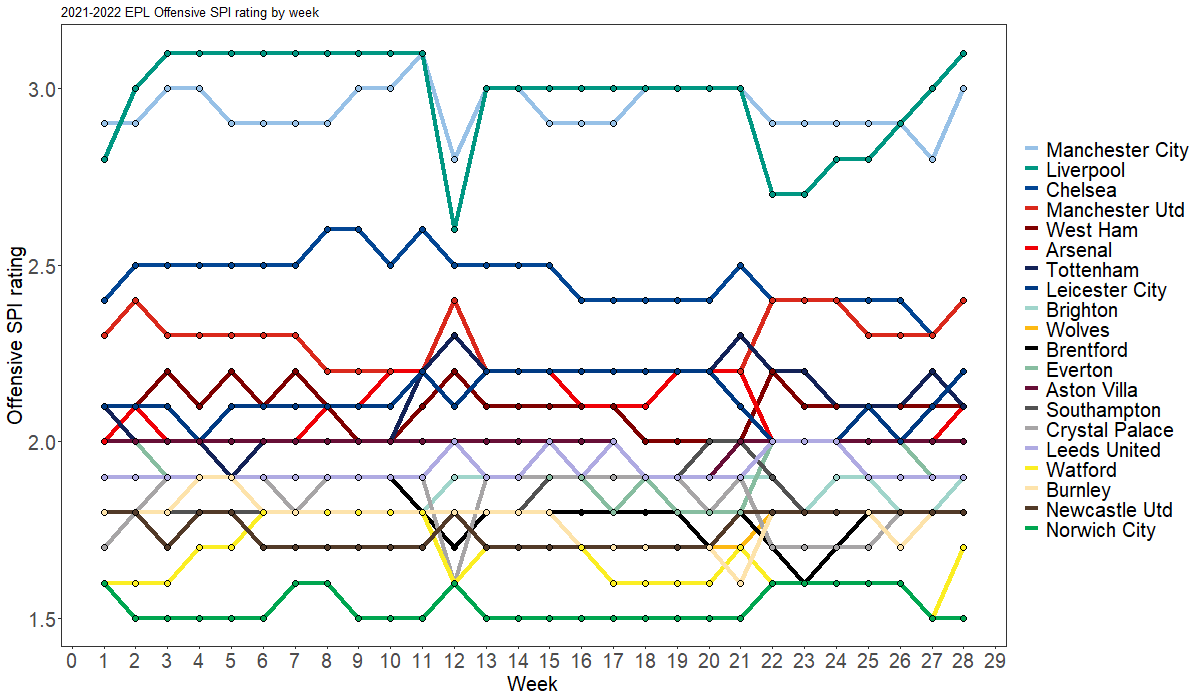 2021-2022 EPL Offensive SPI rating by week
3.0
2.5
2.0
1.5
Offensive SPI rating
0 1 2 3 4 5 6 7 8 9 10 11 12 13 14 15 16 17 18 19 20 21 22 23 24 25 26 27 28 29
Week
Manchester City
Liverpool
Chelsea
Manchester Utd
West Ham
Arsenal
Tottenham
Leicester City
Brighton
Wolves
Brentford
Everton
Aston Villa
Southampton
Crystal Palace
Leeds United
Watford
Burnley
Newcastle Utd
Norwich City